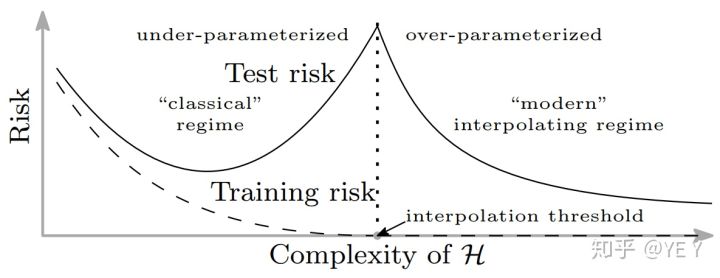 under-parameterized
over-parameterized
Test risk
“classical”
regime
“modern”
interpolating regime
Risk
Training risk
interpolation threshold
Complexity of ℋ
知乎 @YE Y